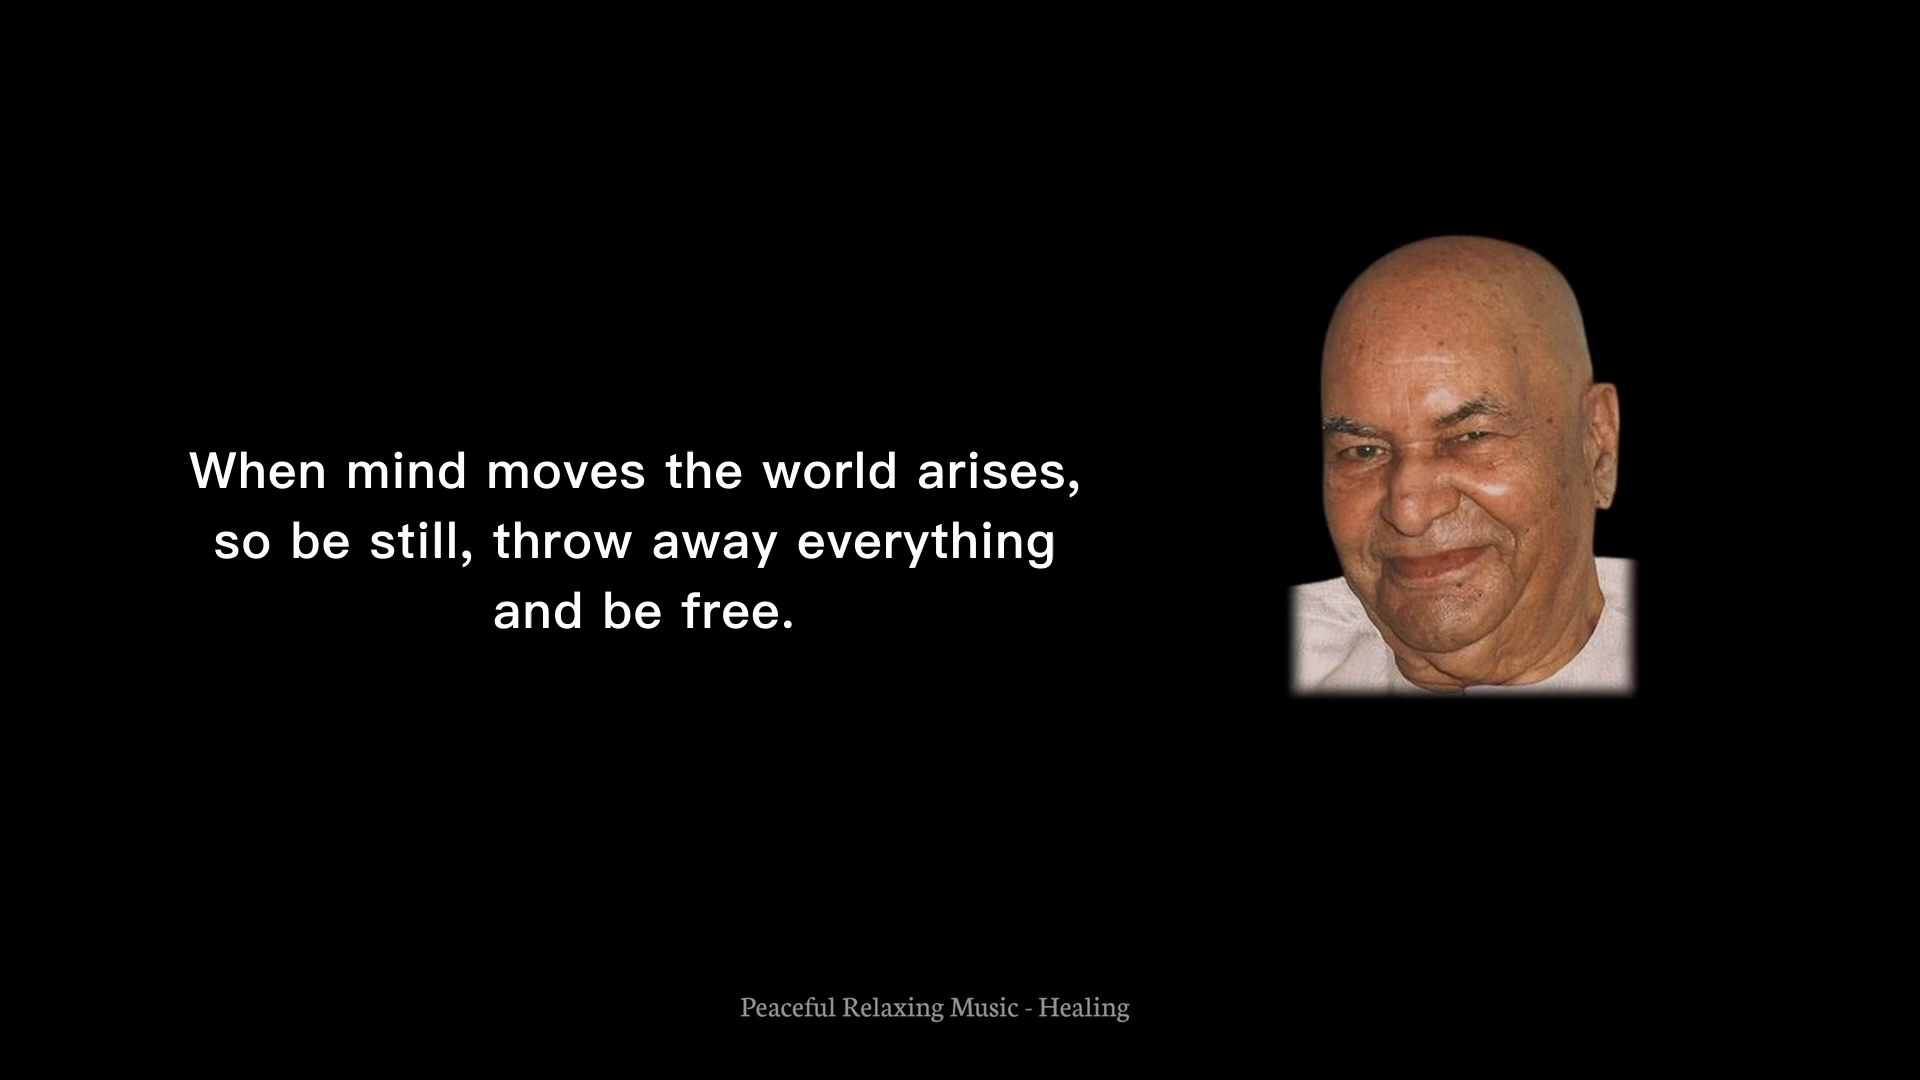 When mind moves the world arises,
so be still, throw away everything
and be free.
Peaceful Relaxing Music - Healing